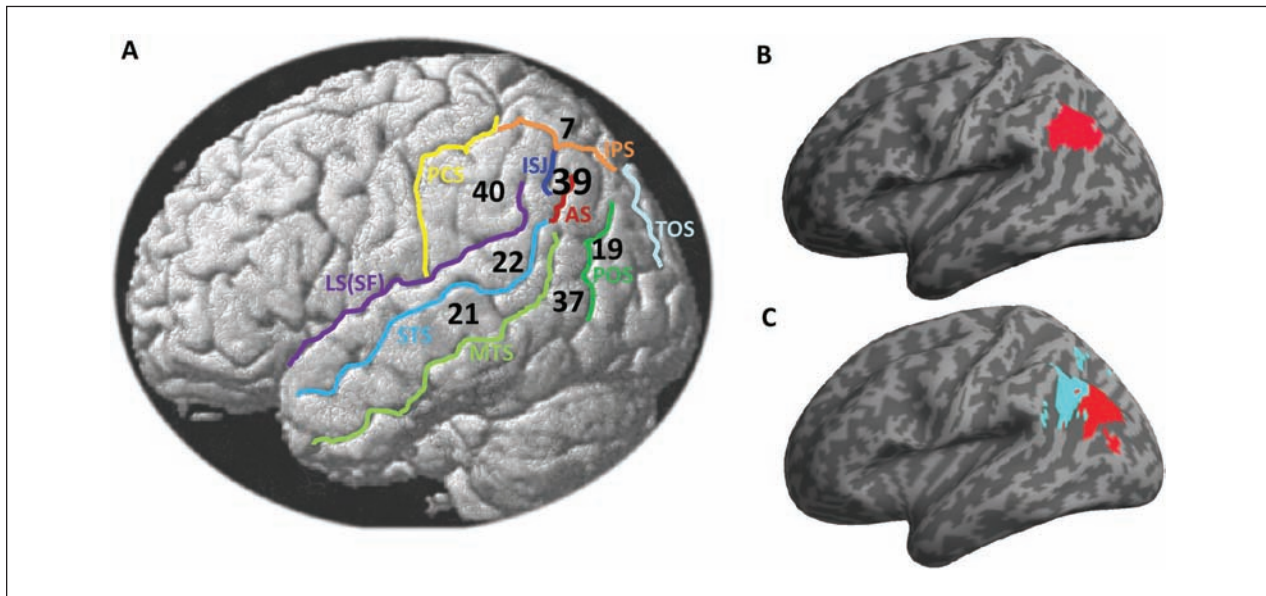 A
7
IPS
PCS
ISJ
39
40
AS
TOS
22
19
POS
LS(SF)
37
21
STS
MTS
B
C